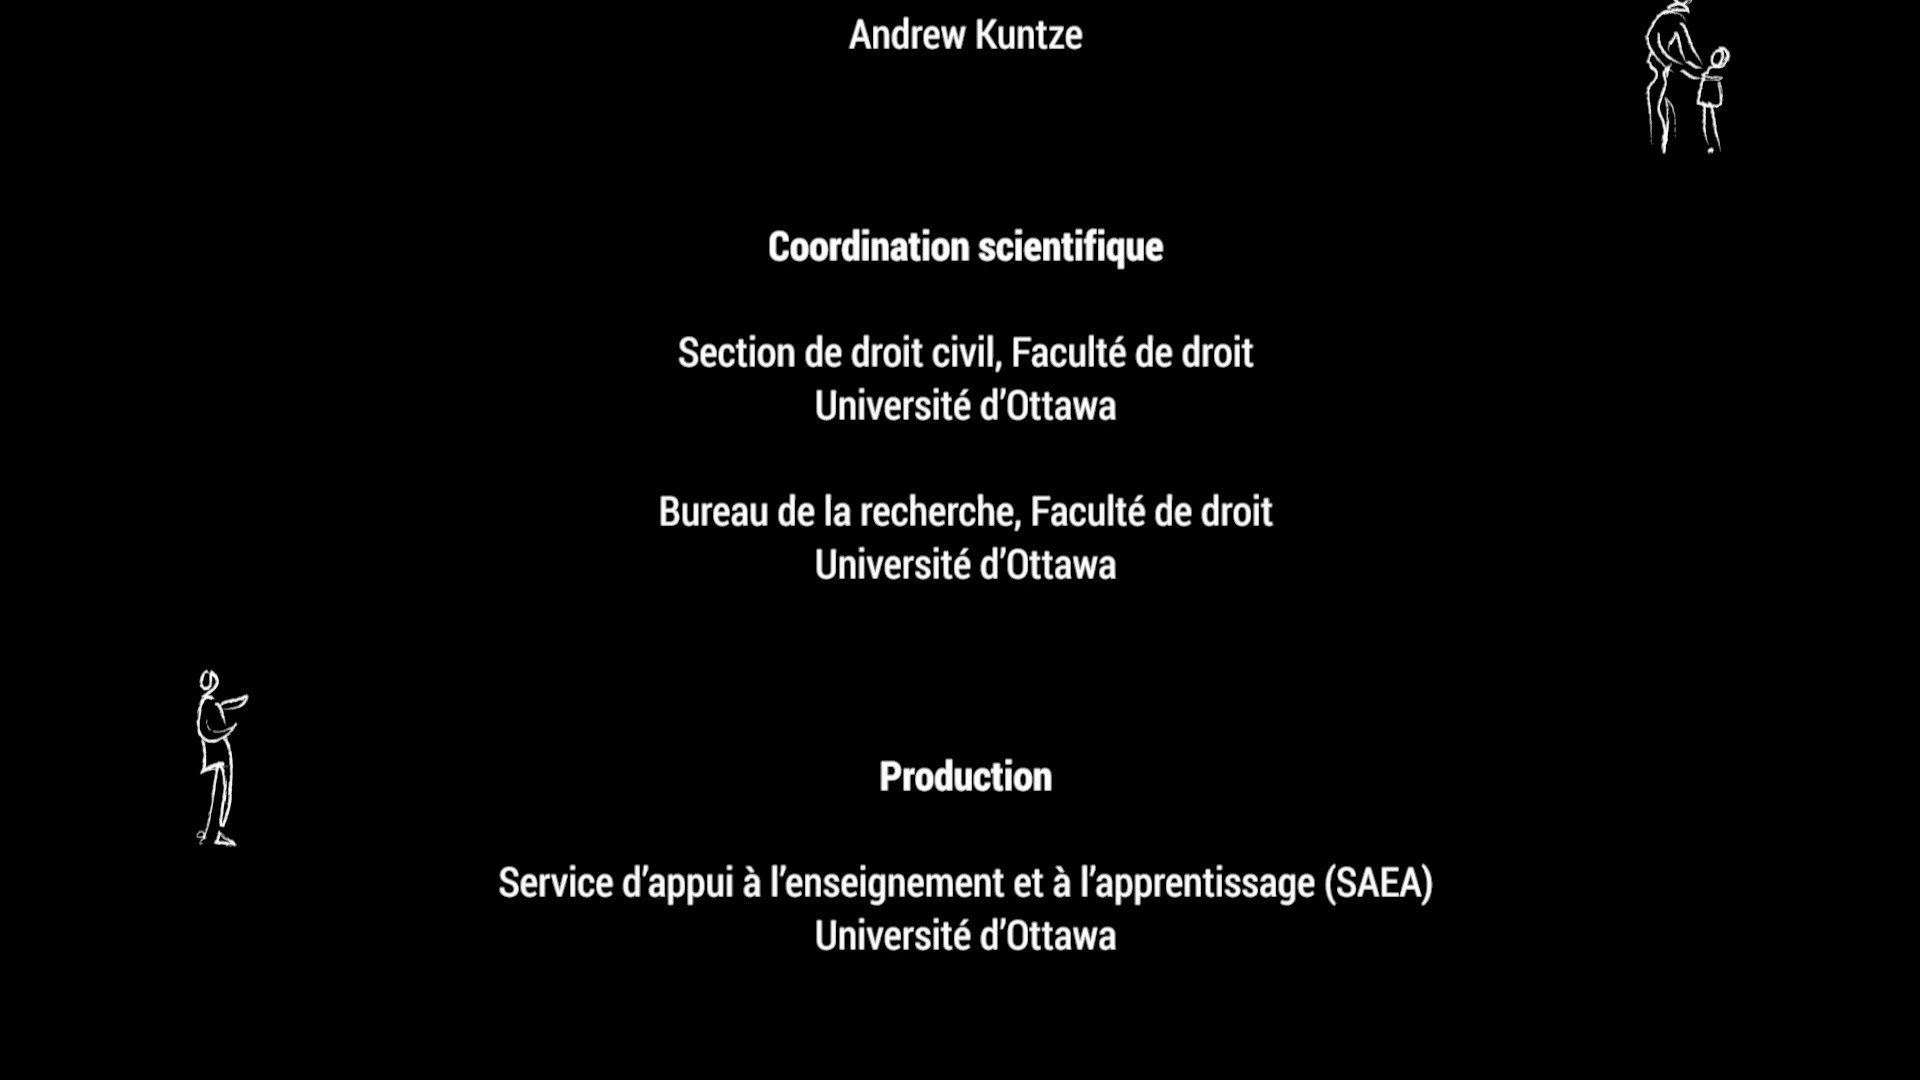 Andrew Kuntze
Coordination scientifique
Section de droit civil, Faculté de droit
Université d’Ottawa
Bureau de la recherche, Faculté de droit
Université d’Ottawa
Production
Service d’appui à l’enseignement et à l’apprentissage (SAEA)
Université d’Ottawa